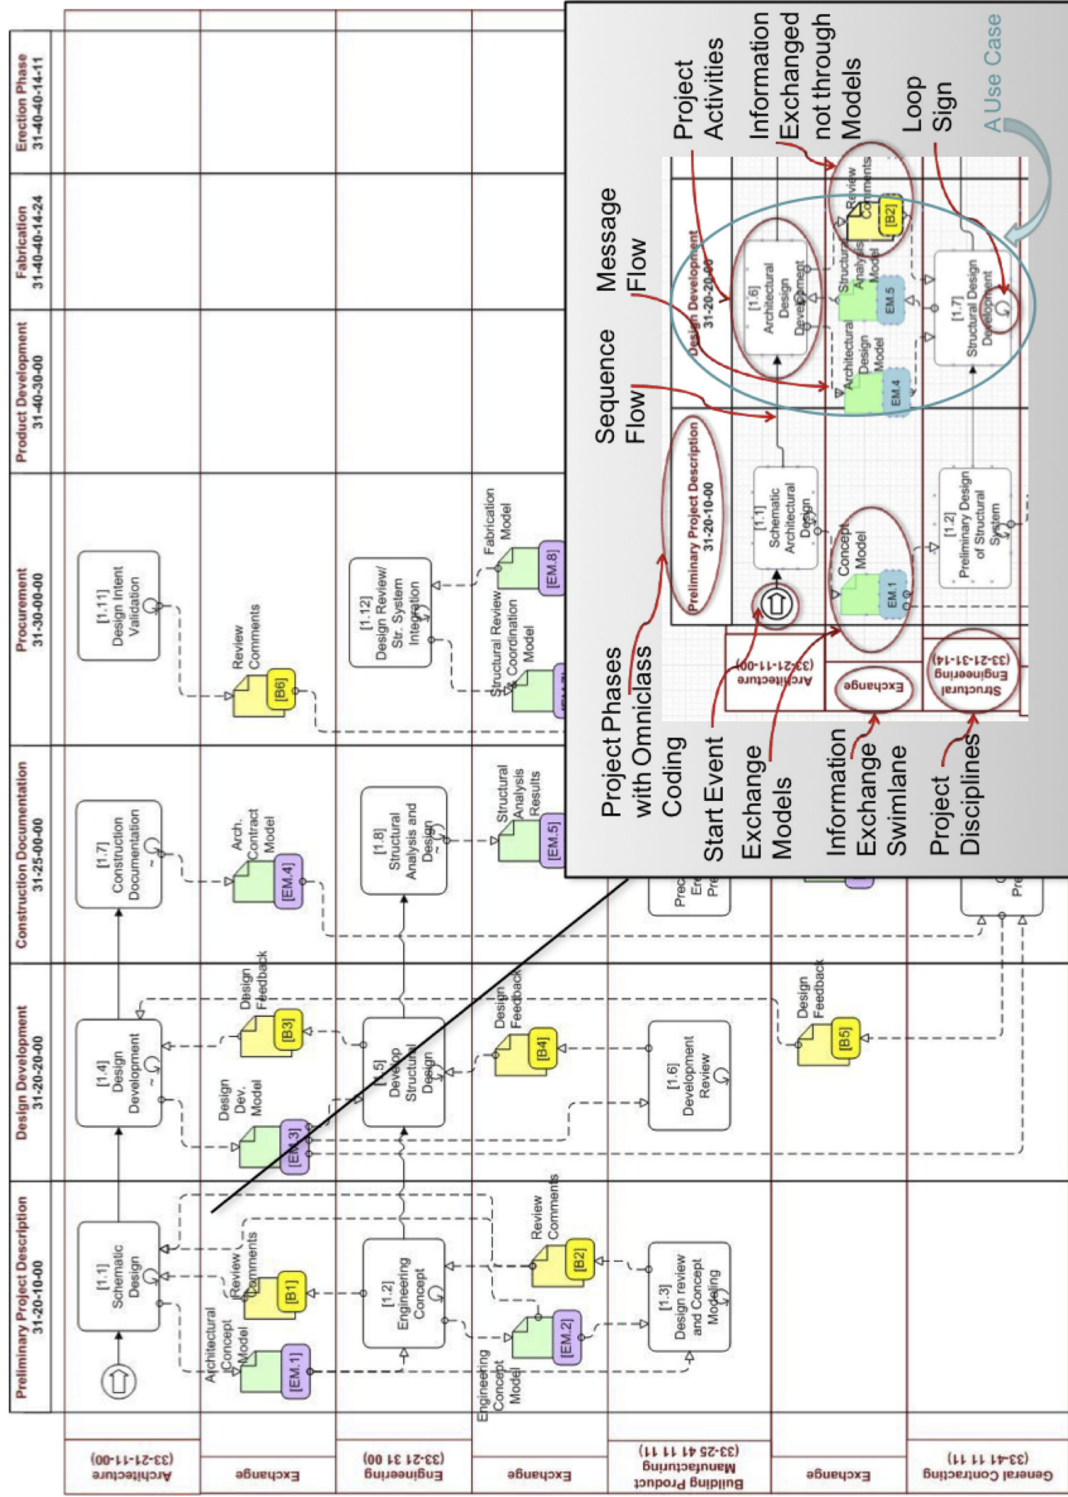 Preliminary Project Description
31-20-10-00
Design Development
31-20-20-00
Construction Documentation
31-25-00-00
Procurement
31-30-00-00
Product Development
31-40-30-00
Fabrication
31-40-40-14-24
Erection Phase
31-40-40-14-11
Architecture
(33-21-11-00)
[1.1]
Schematic
Design
[1.4]
Design
Development
[1.7]
Construction
Documentation
[1.11]
Design Intent
Validation
Exchange
Architectural
Concept
Model
[EM.1]
Review
Comments
[B1]
Design
Dev.
Model
[EM.3]
Design
Feedback
[B3]
Arch.
Contract
Model
[EM.4]
Review
Comments
[B6]
Engineering
(33-21 31 00)
[1.2]
Engineering
Concept
[1.5]
Develop
Structural
Design
[1.8]
Structural
Analysis and
Design
[1.12]
Design Review/
Str. System
Integration
Exchange
Engineering
Concept
Model
[EM.2]
Review
Comments
[B2]
Design
Feedback
[B4]
Structural
Analysis
Results
[EM.5]
Structural Review
& Coordination
Model
Fabrication
Model
[EM.8]
Building Product
Manufacturing
(33-25 41 11 11)
[1.3]
Design review
and Concept
Modeling
[1.6]
Development
Review
Prec
Ere
Pre
Exchange
Design
Feedback
[B5]
General Contracting
(33-41 11 11)
C
Pre
Project Phases
with Omniclass
Coding
Sequence
Flow
Message
Flow
Project
Activities
Start Event
Information
Exchanged
not through
Models
Exchange
Models
Loop
Sign
Information
Exchange
Swimlane
Project
Disciplines
A Use Case
Preliminary Project Description
31-20-10-00
Design Development
31-20-20-00
Architecture
(33-21-11-00)
[1.1]
Schematic
Architectural
Design
[1.6]
Architectural
Design
Development
Exchange
Concept
Model
EM.1
Architectural
Design
Model
EM.4
Structural
Analysis
Model
EM.5
Review
Comments
[B2]
Structural
Engineering
(33-21-31-14)
[1.2]
Preliminary Design
of Structural
System
[1.7]
Structural Design
Development